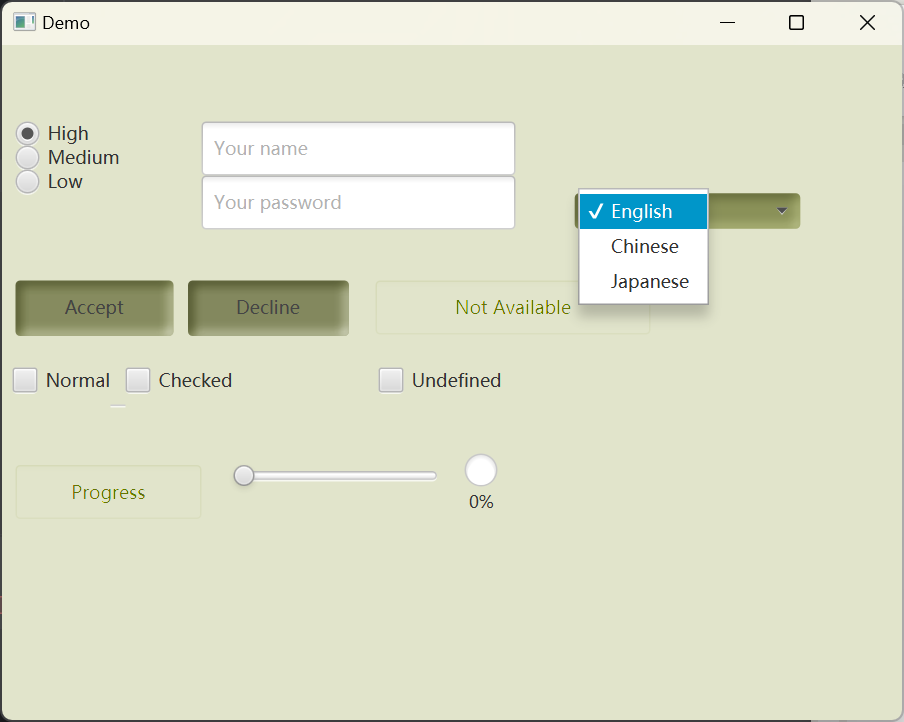 Demo
High
Medium
Low
Your name
Your password
English
Chinese
Japanese
Accept
Decline
Not Available
Normal
Checked
Undefined
Progress
0%